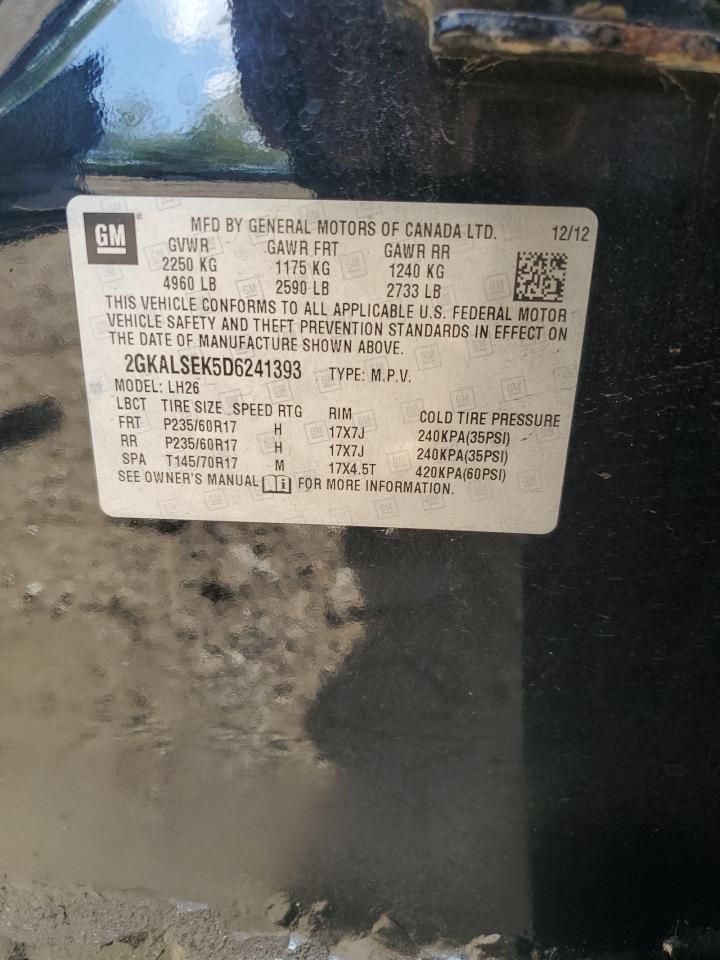 GM ® MFD BY GENERAL MOTORS OF CANADA LTD. 12/12
GVWR GAWR FRT GAWR RR
2250 KG 1175 KG 1240 KG
4960 LB 2590 LB 2733 LB
THIS VEHICLE CONFORMS TO ALL APPLICABLE U.S. FEDERAL MOTOR
VEHICLE SAFETY AND THEFT PREVENTION STANDARDS IN EFFECT ON
THE DATE OF MANUFACTURE SHOWN ABOVE.
2GKALSEK5D6241393 TYPE: M.P.V.
MODEL: LH26
LBCT TIRE SIZE SPEED RTG RIM COLD TIRE PRESSURE
FRT P235/60R17 H 17X7J 240KPA(35PSI)
RR P235/60R17 H 17X7J 240KPA(35PSI)
SPA T145/70R17 M 17X4.5T 420KPA(60PSI)
SEE OWNER'S MANUAL i FOR MORE INFORMATION.